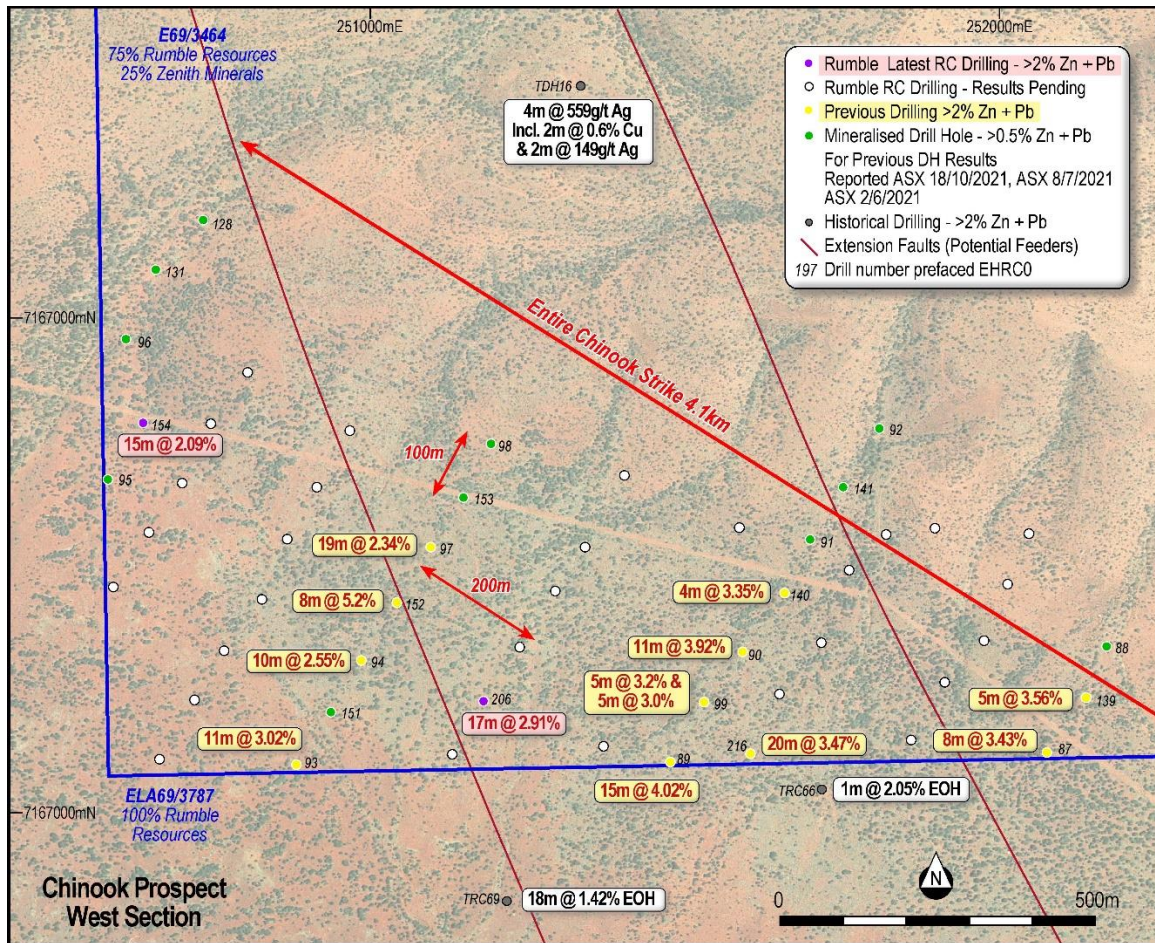 251000mE
252000mE
E69/3464
75% Rumble Resources
25% Zenith Minerals
TDH16
4m @ 559g/t Ag
Incl. 2m @ 0.6% Cu
& 2m @ 149g/t Ag
Rumble Latest RC Drilling - >2% Zn + Pb
Rumble RC Drilling - Results Pending
Previous Drilling >2% Zn + Pb
Mineralised Drill Hole - >0.5% Zn + Pb
For Previous DH Results
Reported ASX 18/10/2021, ASX 8/7/2021
ASX 2/6/2021
Historical Drilling - >2% Zn + Pb
Extension Faults (Potential Feeders)
197 Drill number prefaced EHRC0
128
131
7167000mN
96
Entire Chinook Strike 4.1km
154
15m @ 2.09%
92
100m
98
95
141
153
91
19m @ 2.34%
97
200m
8m @ 5.2%
152
4m @ 3.35%
140
10m @ 2.55%
94
11m @ 3.92%
90
88
5m @ 3.2% &
5m @ 3.0%
99
5m @ 3.56%
139
206
17m @ 2.91%
151
11m @ 3.02%
93
89
216
20m @ 3.47%
8m @ 3.43%
87
15m @ 4.02%
TRC66
1m @ 2.05% EOH
ELA69/3787
100% Rumble
Resources
7167000mN
Chinook Prospect
West Section
TRC69
18m @ 1.42% EOH
N
0
500m